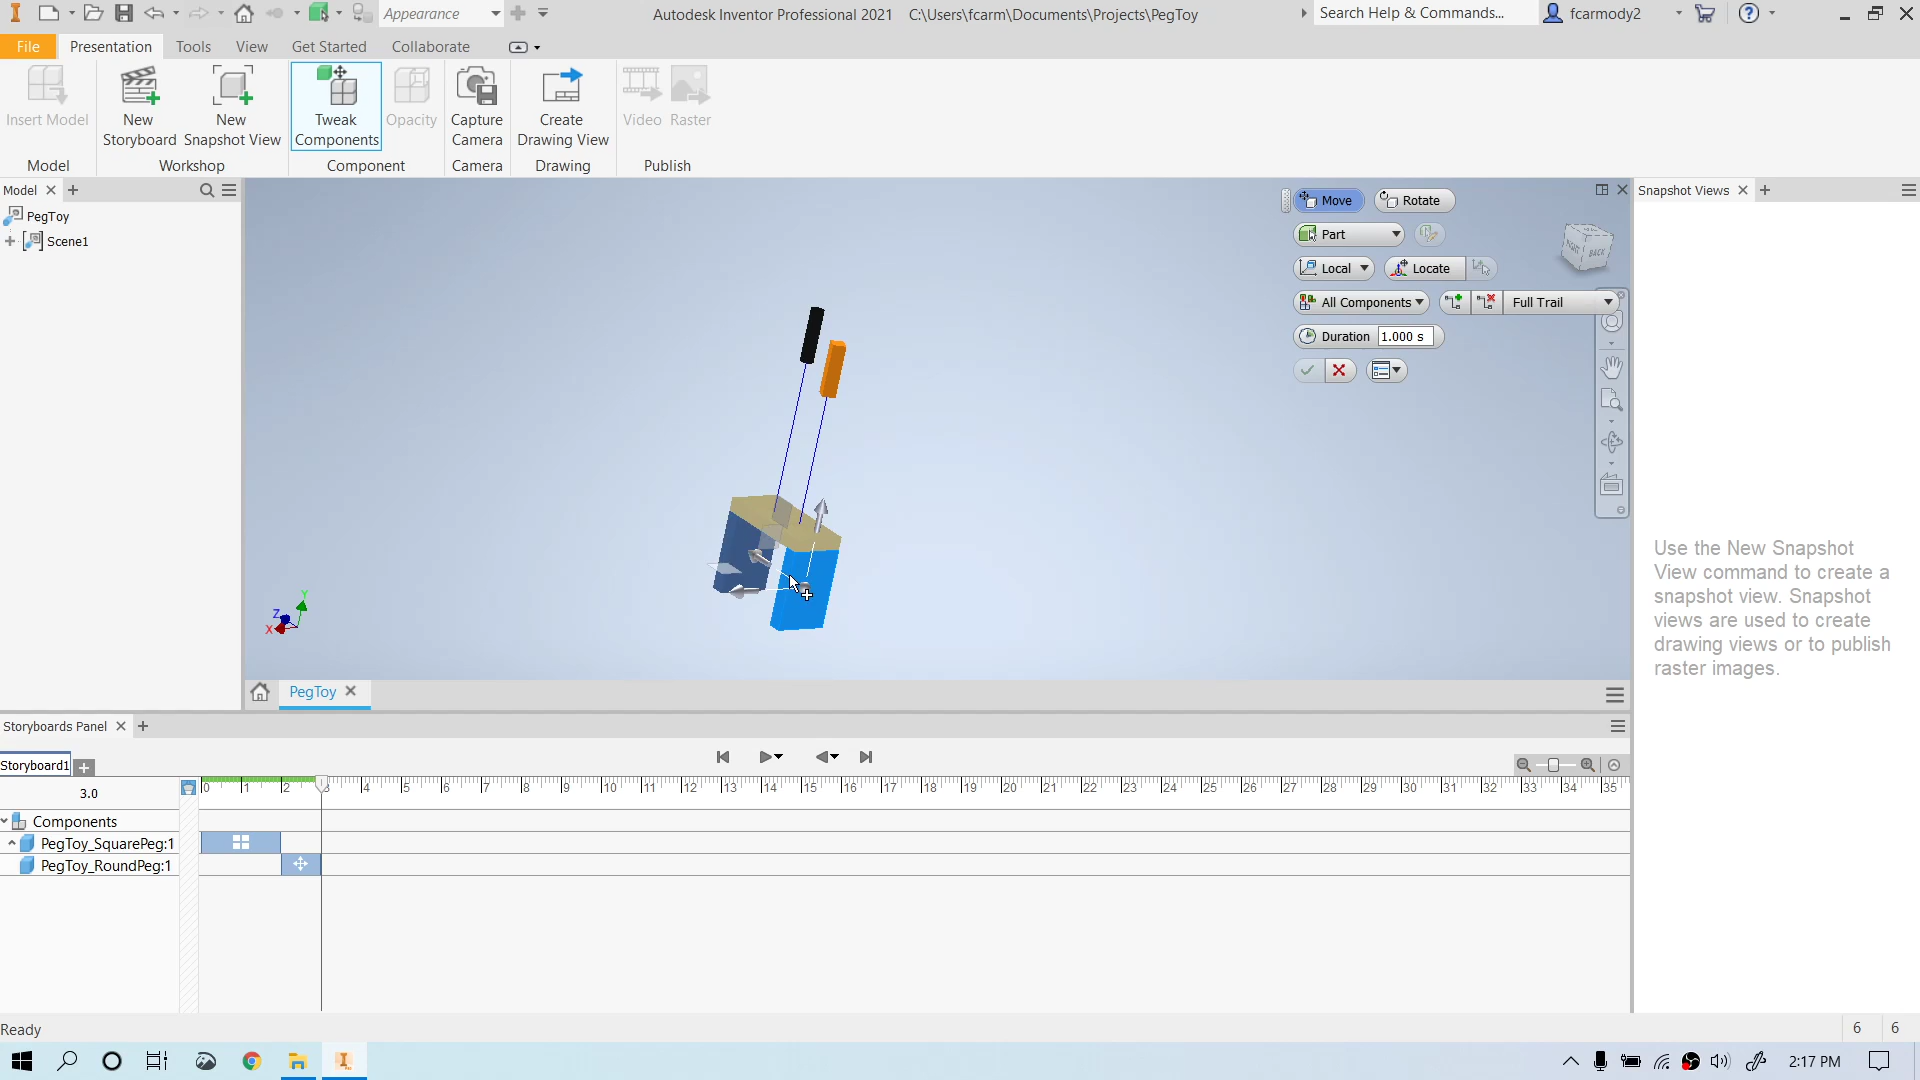 Appearance
Autodesk Inventor Professional 2021 C:\Users\fcarm\Documents\Projects\PegToy
Search Help & Commands...
fcarmody2
File Presentation Tools View Get Started Collaborate
Insert Model
New Storyboard
New Snapshot View
Tweak Components
Opacity
Capture Camera
Create Drawing View
Video
Raster
Model Workshop Component Camera Drawing Publish
Model
PegToy
Scene1
Move Rotate
Part
Local Locate
All Components Full Trail
Duration 1.000 s
RIGHT BACK
Y
Z
X
Snapshot Views
Use the New Snapshot
View command to create a
snapshot view. Snapshot
views are used to create
drawing views or to publish
raster images.
PegToy
Storyboards Panel
Storyboard1
3.0
0 1 2 3 4 5 6 7 8 9 10 11 12 13 14 15 16 17 18 19 20 21 22 23 24 25 26 27 28 29 30 31 32 33 34 35
Components
PegToy_SquarePeg:1
PegToy_RoundPeg:1
Ready
6 6
2:17 PM